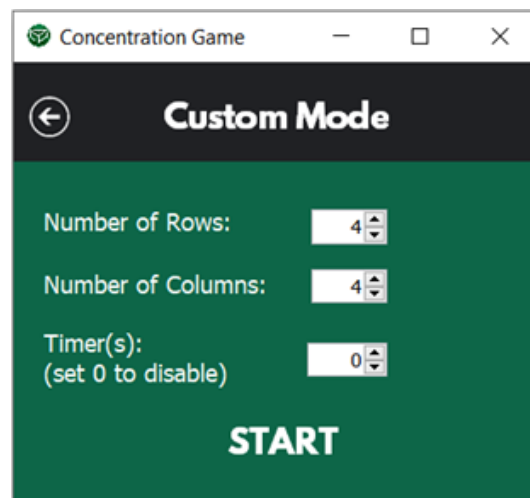 Concentration Game
Custom Mode
Number of Rows: 4
Number of Columns: 4
Timer(s):
(set 0 to disable) 0
START